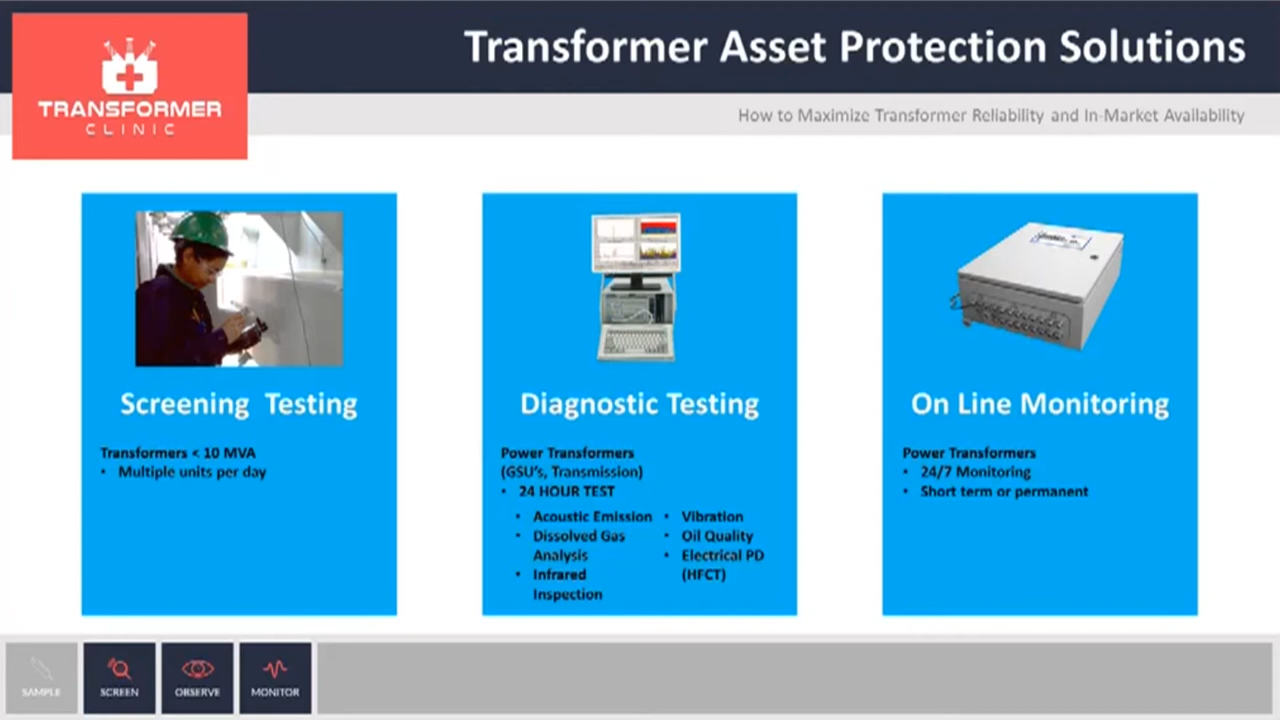 TRANSFORMER
CLINIC
Transformer Asset Protection Solutions
How to Maximize Transformer Reliability and In-Market Availability
Screening Testing
Transformers < 10 MVA
• Multiple units per day
Diagnostic Testing
Power Transformers
(GSU's, Transmission)
• 24 HOUR TEST
• Acoustic Emission
• Dissolved Gas
Analysis
• Infrared
Inspection
• Vibration
• Oil Quality
• Electrical PD
(HFCT)
On Line Monitoring
Power Transformers
• 24/7 Monitoring
• Short term or permanent
SAMPLE
SCREEN
OBSERVE
MONITOR